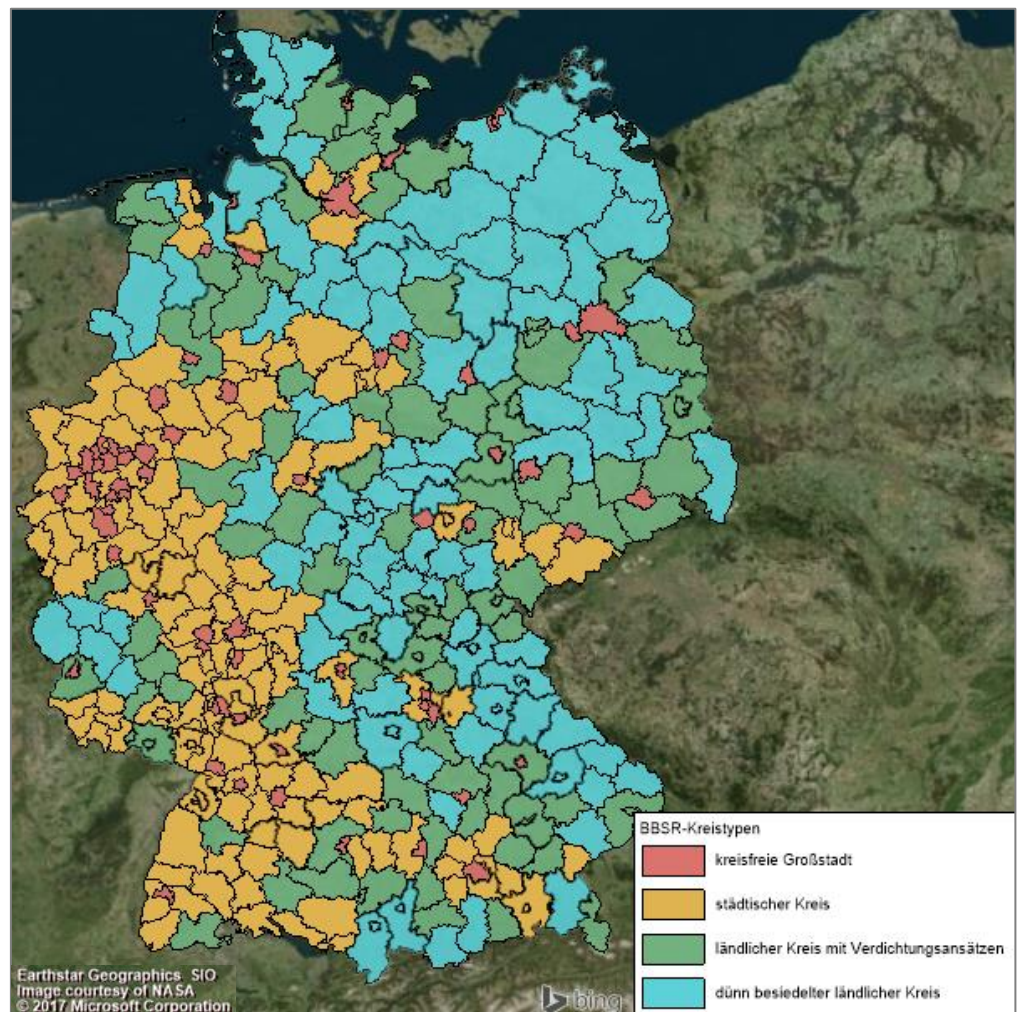 BBSR-Kreistypen
kreisfreie Großstadt
städtischer Kreis
ländlicher Kreis mit Verdichtungsansätzen
dünn besiedelter ländlicher Kreis
Earthstar Geographics SIO
Image courtesy of NASA
© 2017 Microsoft Corporation
bing